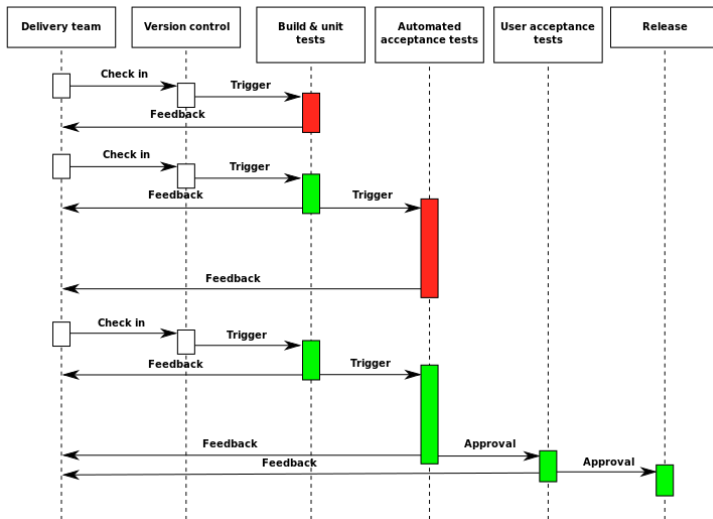 Delivery team
Version control
Build & unit
tests
Automated
acceptance tests
User acceptance
tests
Release
Check in
Trigger
Feedback
Check in
Trigger
Feedback
Trigger
Feedback
Check in
Trigger
Feedback
Trigger
Feedback
Approval
Feedback
Approval